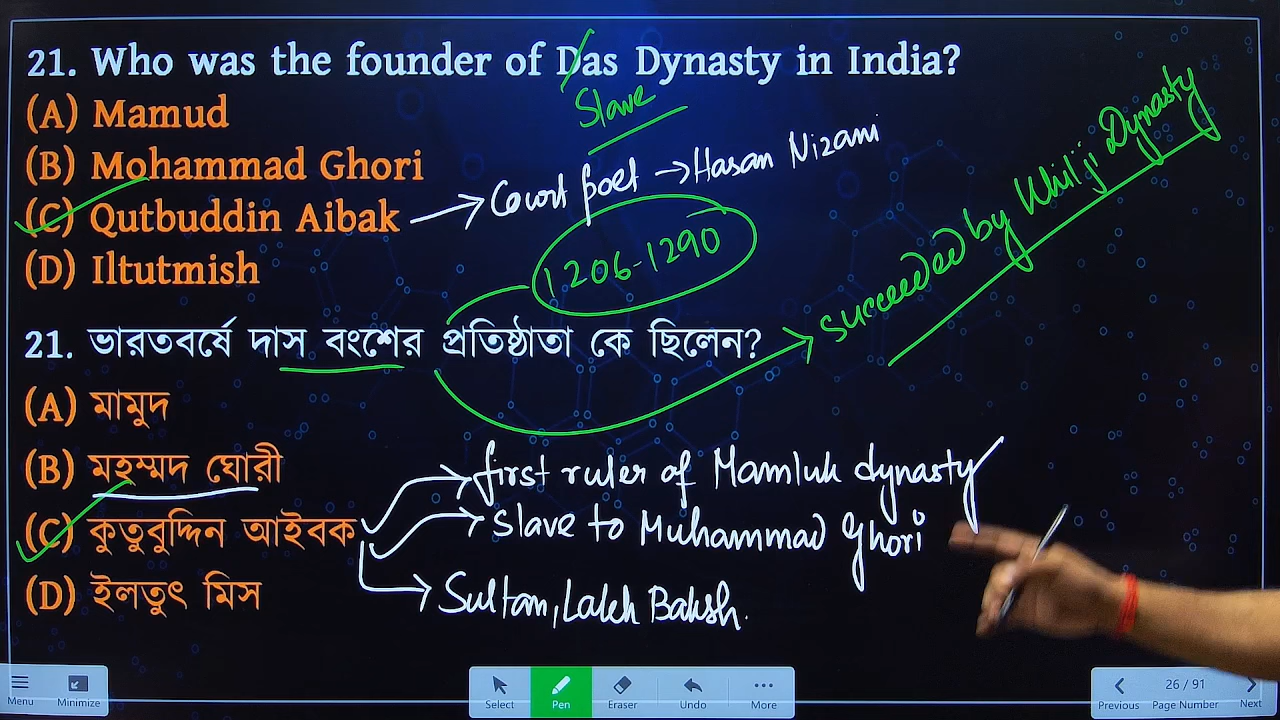 21. Who was the founder of Das Dynasty in India?
Slave
(A) Mamud
(B) Mohammad Ghori
(C) Qutbuddin Aibak → Court poet → Hasan Nizami
(D) Iltutmish
1206-1290
succeeded by Khilji Dynasty
21. ভারতবর্ষে দাস বংশের প্রতিষ্ঠাতা কে ছিলেন?
(A) মামুদ
(B) মহম্মদ ঘোরী
(C) কুতুবুদ্দিন আইবক
(D) ইলতুৎ মিস
first ruler of Mamluk dynasty
Slave to Muhammad Ghori
Sultan, Lakh Baksh.
Menu
Minimize
Select
Pen
Eraser
Undo
More
Previous
26 / 91
Page Number
Next